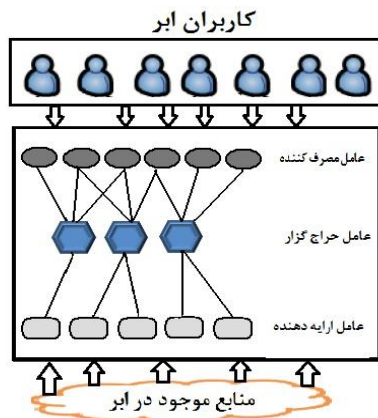 کاربران ابر
عامل مصرف کننده
عامل حراج گزار
عامل ارایه دهنده
منابع موجود در ابر